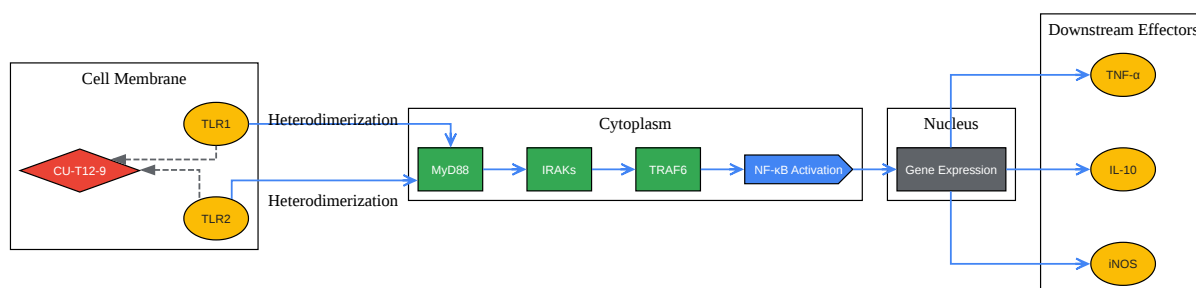 Downstream Effectors
Cell Membrane
TLR1
Heterodimerization
CU-T12-9
TLR2
Heterodimerization
Cytoplasm
MyD88
IRAKs
TRAF6
NF-κB Activation
Nucleus
Gene Expression
TNF-α
IL-10
iNOS